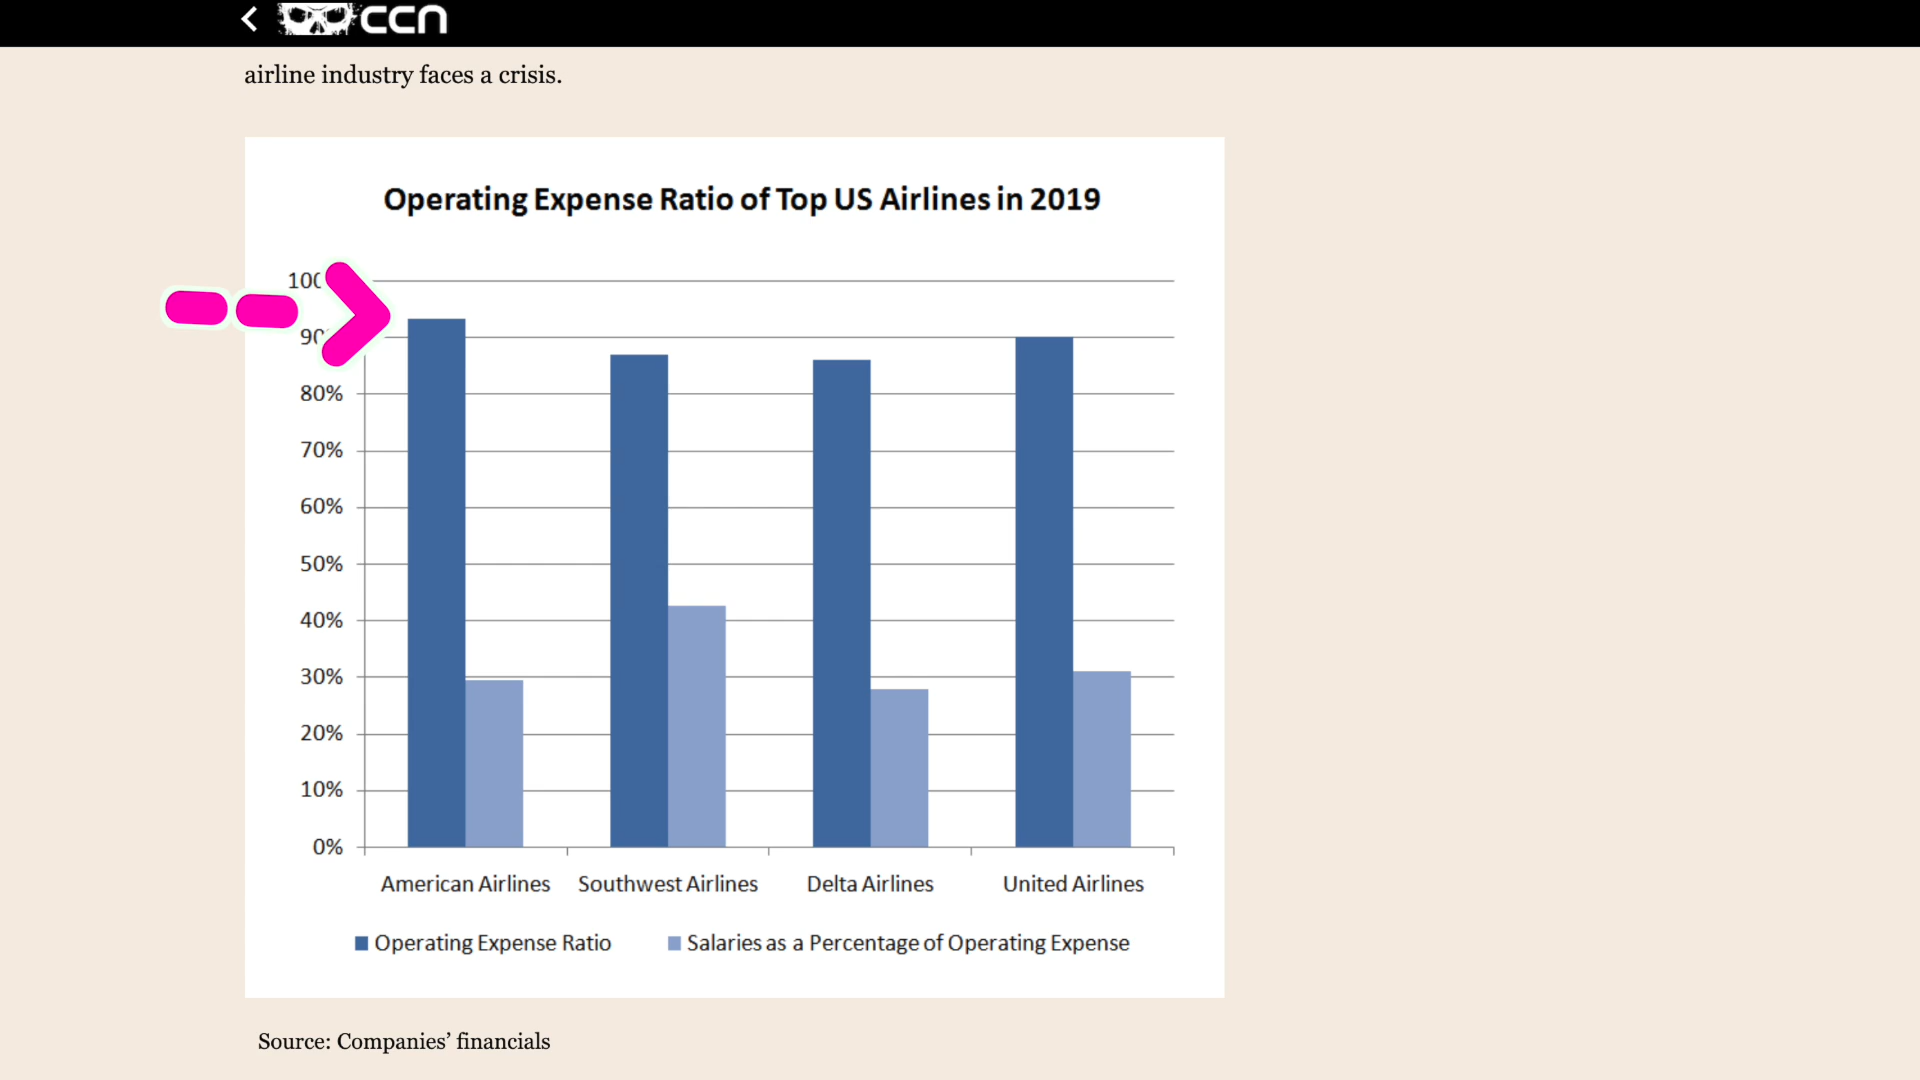 ccn
airline industry faces a crisis.
Operating Expense Ratio of Top US Airlines in 2019
80%
70%
60%
50%
40%
30%
20%
10%
0%
American Airlines Southwest Airlines Delta Airlines United Airlines
Operating Expense Ratio Salaries as a Percentage of Operating Expense
Source: Companies’ financials